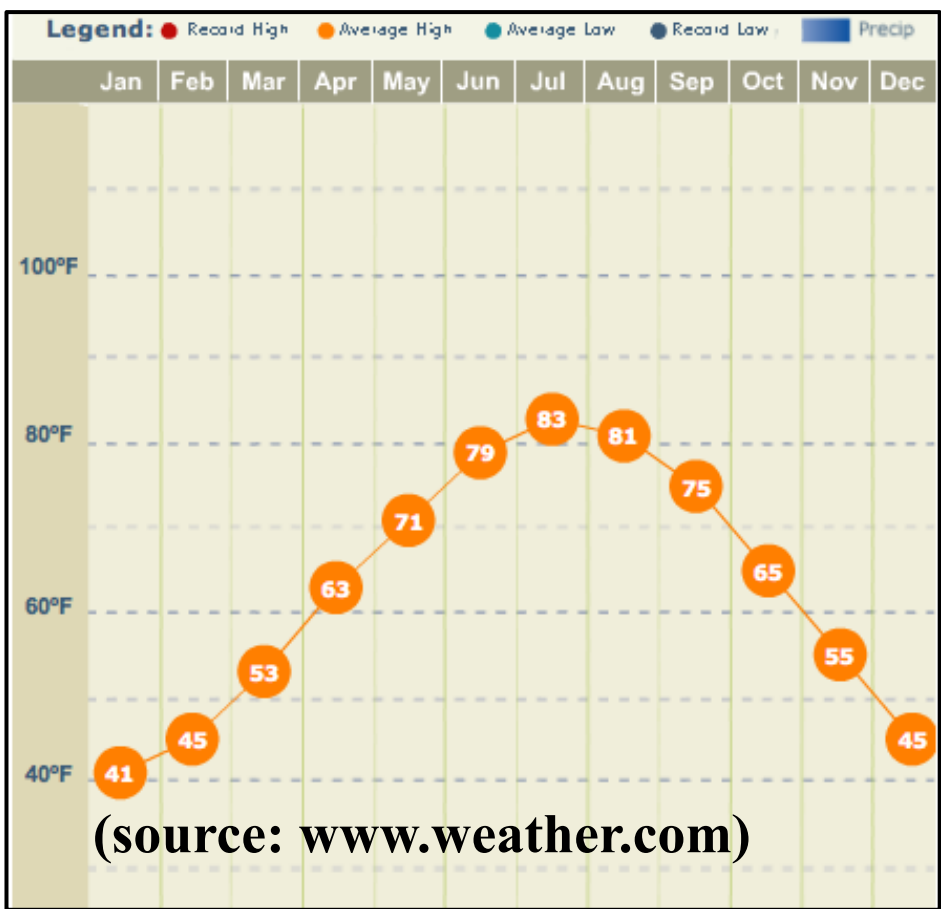 Legend: Record High Average High Average Low Record Low Precip
Jan Feb Mar Apr May Jun Jul Aug Sep Oct Nov Dec
100ºF
80ºF
83
81
79
75
71
65
63
60ºF
55
53
45
45
40ºF
41
(source: www.weather.com)